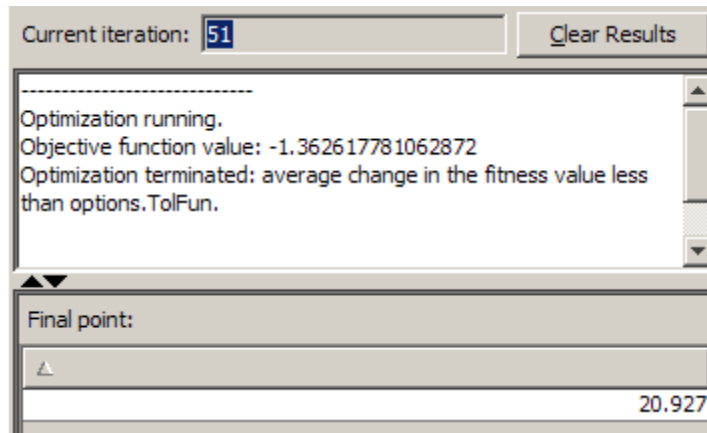 Current iteration: 51 Clear Results
-----------------------------
Optimization running.
Objective function value: -1.362617781062872
Optimization terminated: average change in the fitness value less
than options.TolFun.
Final point:
20.927